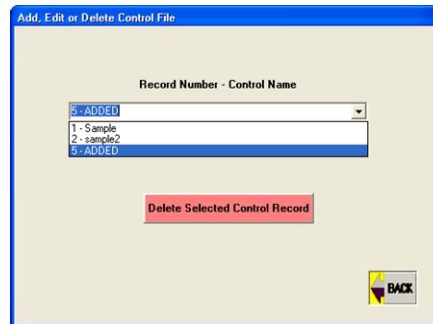 Add, Edit or Delete Control File
Record Number - Control Name
5 - ADDED
1 - Sample
2 - sample2
5 - ADDED
Delete Selected Control Record
BACK